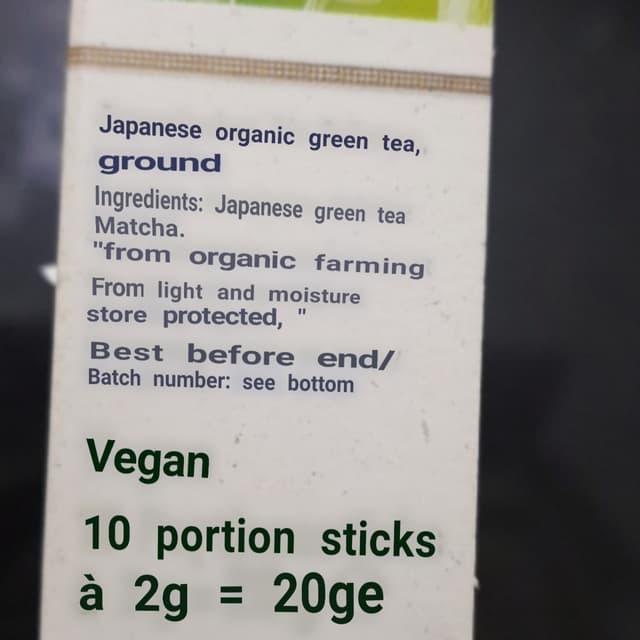 Japanese organic green tea,
ground
Ingredients: Japanese green tea
Matcha.
"from organic farming
From light and moisture
store protected, "
Best before end/
Batch number: see bottom
Vegan
10 portion sticks
à 2g = 20ge